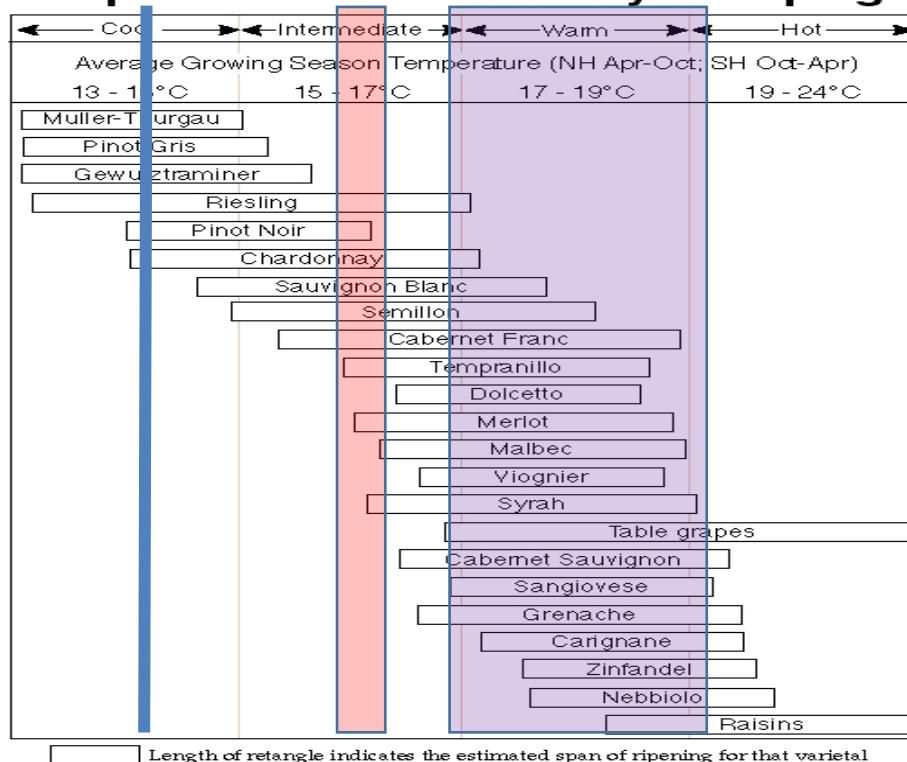 Cool Intermediate Warm Hot
Average Growing Season Temperature (NH Apr-Oct; SH Oct-Apr)
13 - 15°C 15 - 17°C 17 - 19°C 19 - 24°C
Muller-Thurgau
Pinot Gris
Gewurztraminer
Riesling
Pinot Noir
Chardonnay
Sauvignon Blanc
Semillon
Cabernet Franc
Tempranillo
Dolcetto
Merlot
Malbec
Viognier
Syrah
Table grapes
Cabernet Sauvignon
Sangiovese
Grenache
Carignane
Zinfandel
Nebbiolo
Raisins
Length of retangle indicates the estimated span of ripening for that varietal